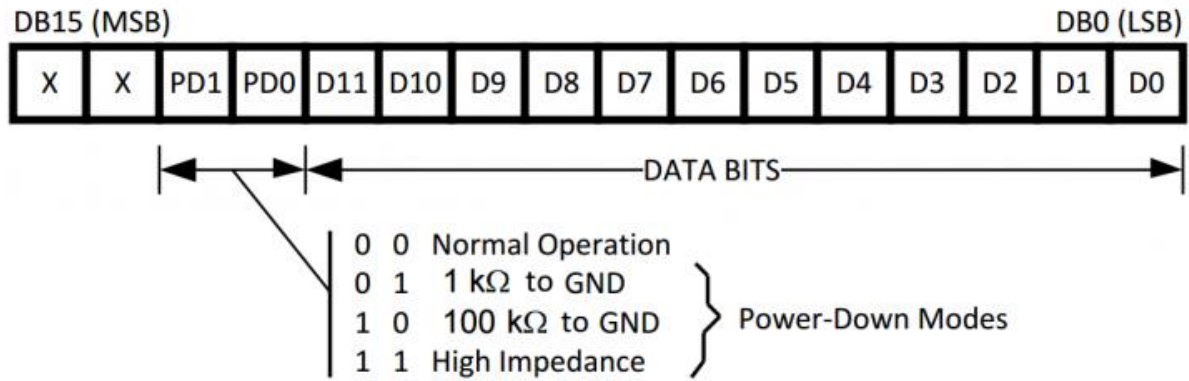 DB15 (MSB) DB0 (LSB)
X X PD1 PD0 D11 D10 D9 D8 D7 D6 D5 D4 D3 D2 D1 D0
DATA BITS
0 0 Normal Operation
0 1 1 kΩ to GND
1 0 100 kΩ to GND
1 1 High Impedance
Power-Down Modes